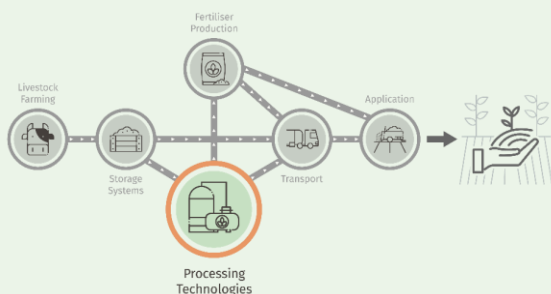 Fertiliser
Production
Livestock
Farming
Application
Storage
Systems
Transport
Processing
Technologies